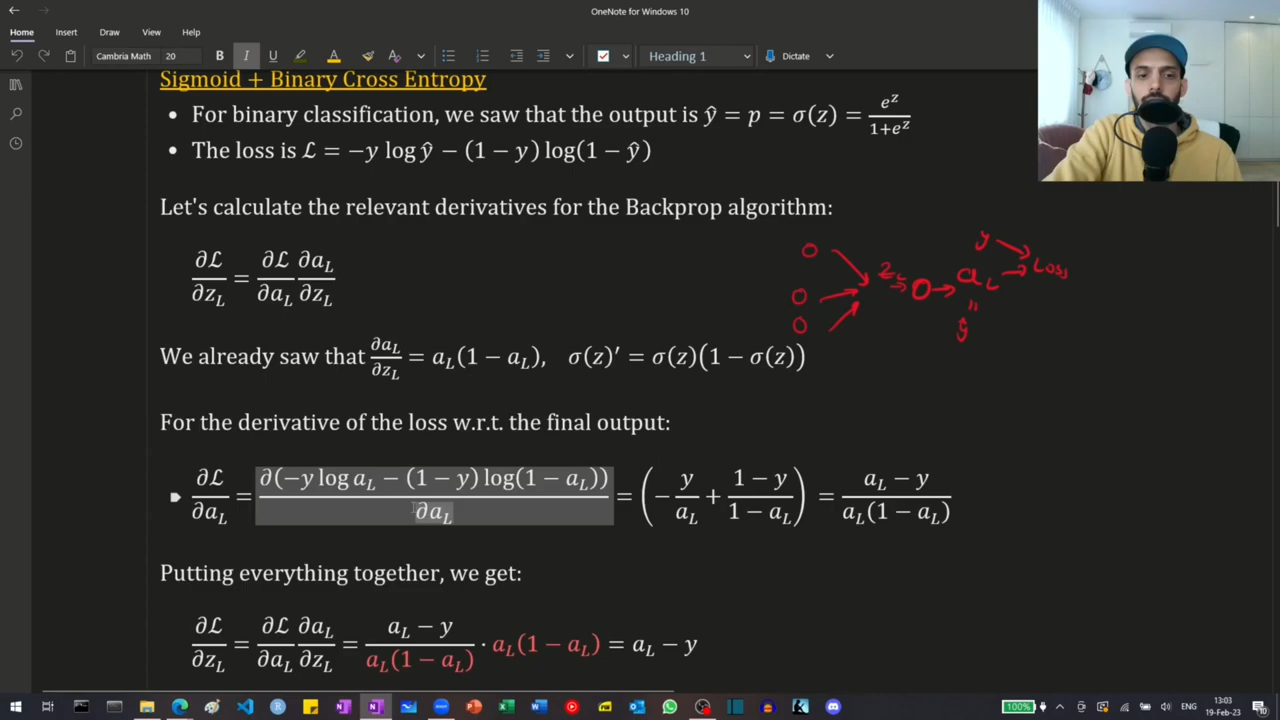 OneNote for Windows 10
Home Insert Draw View Help
Cambria Math 20 B I U A Heading 1 Dictate
Sigmoid + Binary Cross Entropy
• For binary classification, we saw that the output is ŷ = p = σ(z) = e^z / (1+e^z)
• The loss is ℒ = −y log ŷ − (1 − y) log(1 − ŷ)
Let's calculate the relevant derivatives for the Backprop algorithm:
y
Loss
z_L
a_L
"
ŷ
∂ℒ/∂z_L = ∂ℒ/∂a_L ∂a_L/∂z_L
We already saw that ∂a_L/∂z_L = a_L(1 − a_L), σ(z)′ = σ(z)(1 − σ(z))
For the derivative of the loss w.r.t. the final output:
∂ℒ/∂a_L = ∂(−y log a_L − (1 − y) log(1 − a_L))/∂a_L = (− y/a_L + (1 − y)/(1 − a_L)) = (a_L − y)/(a_L(1 − a_L))
Putting everything together, we get:
∂ℒ/∂z_L = ∂ℒ/∂a_L ∂a_L/∂z_L = (a_L − y)/(a_L(1 − a_L)) · a_L(1 − a_L) = a_L − y
100% 13:03
19-Feb-23